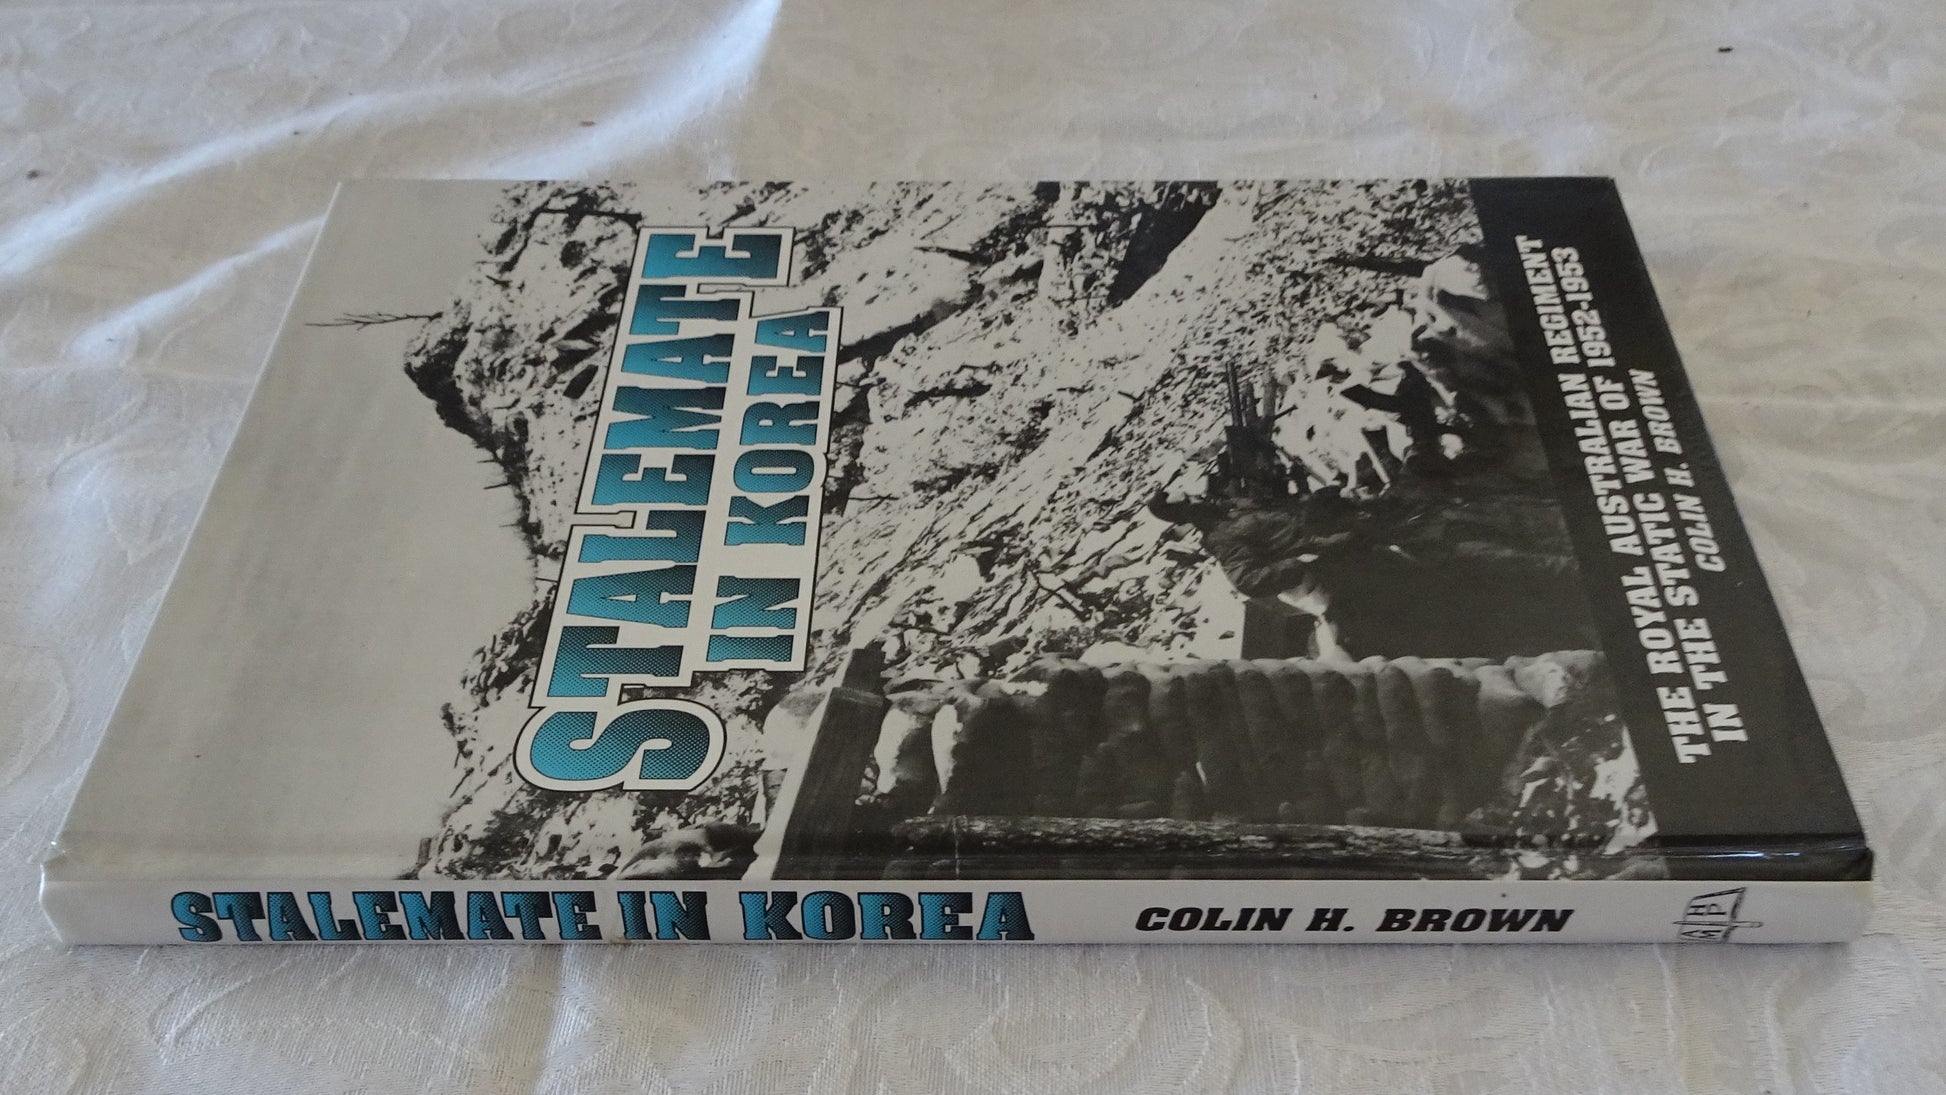 STALEMATE
IN KOREA
THE ROYAL AUSTRALIAN REGIMENT
IN THE STATIC WAR OF 1952-1953
COLIN H. BROWN
STALEMATE IN KOREA COLIN H. BROWN